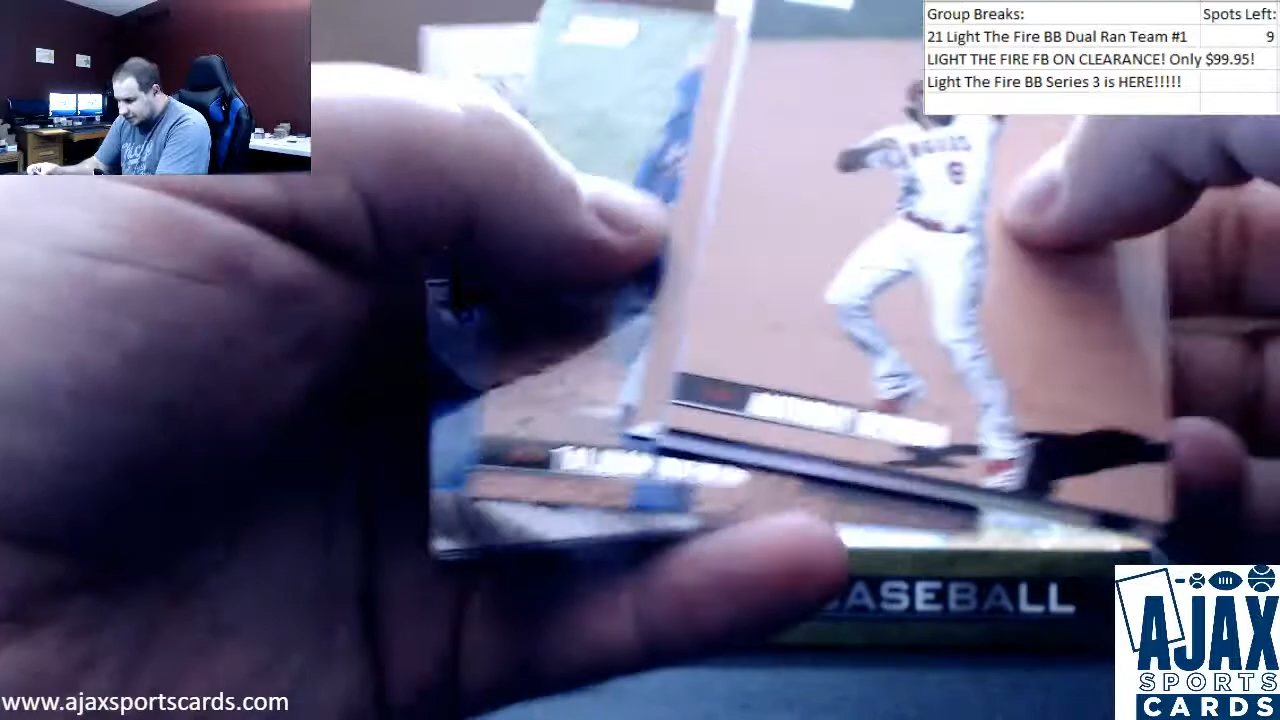 Group Breaks: Spots Left:
21 Light The Fire BB Dual Ran Team #1 9
LIGHT THE FIRE FB ON CLEARANCE! Only $99.95!
Light The Fire BB Series 3 is HERE!!!!!
6
ANTHONY
BASEBALL
AJAX
SPORTS
CARDS
www.ajaxsportscards.com